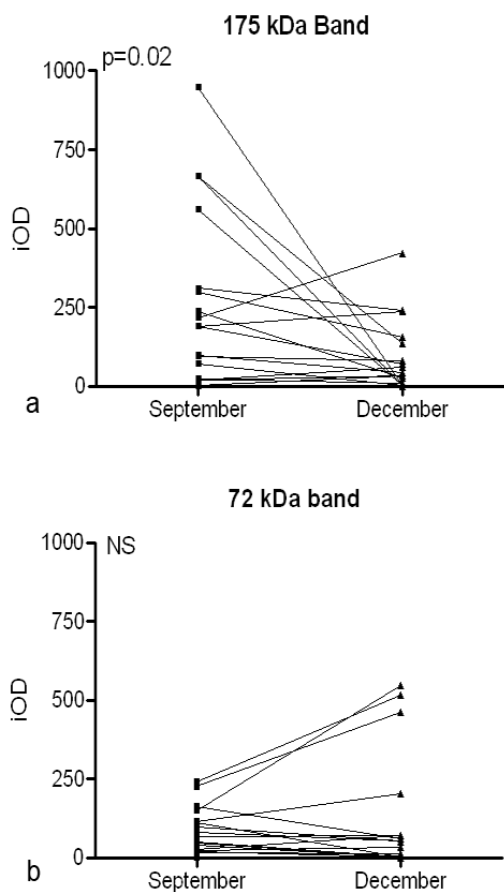 175 kDa Band
p=0.02
1000
750
500
250
0
iOD
September December
a
72 kDa band
NS
1000
750
500
250
0
iOD
September December
b